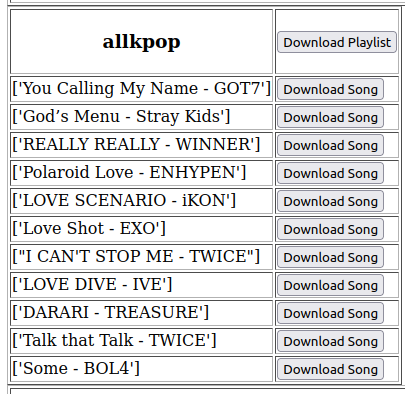 allkpop Download Playlist
['You Calling My Name - GOT7'] Download Song
['God’s Menu - Stray Kids'] Download Song
['REALLY REALLY - WINNER'] Download Song
['Polaroid Love - ENHYPEN'] Download Song
['LOVE SCENARIO - iKON'] Download Song
['Love Shot - EXO'] Download Song
["I CAN'T STOP ME - TWICE"] Download Song
['LOVE DIVE - IVE'] Download Song
['DARARI - TREASURE'] Download Song
['Talk that Talk - TWICE'] Download Song
['Some - BOL4'] Download Song